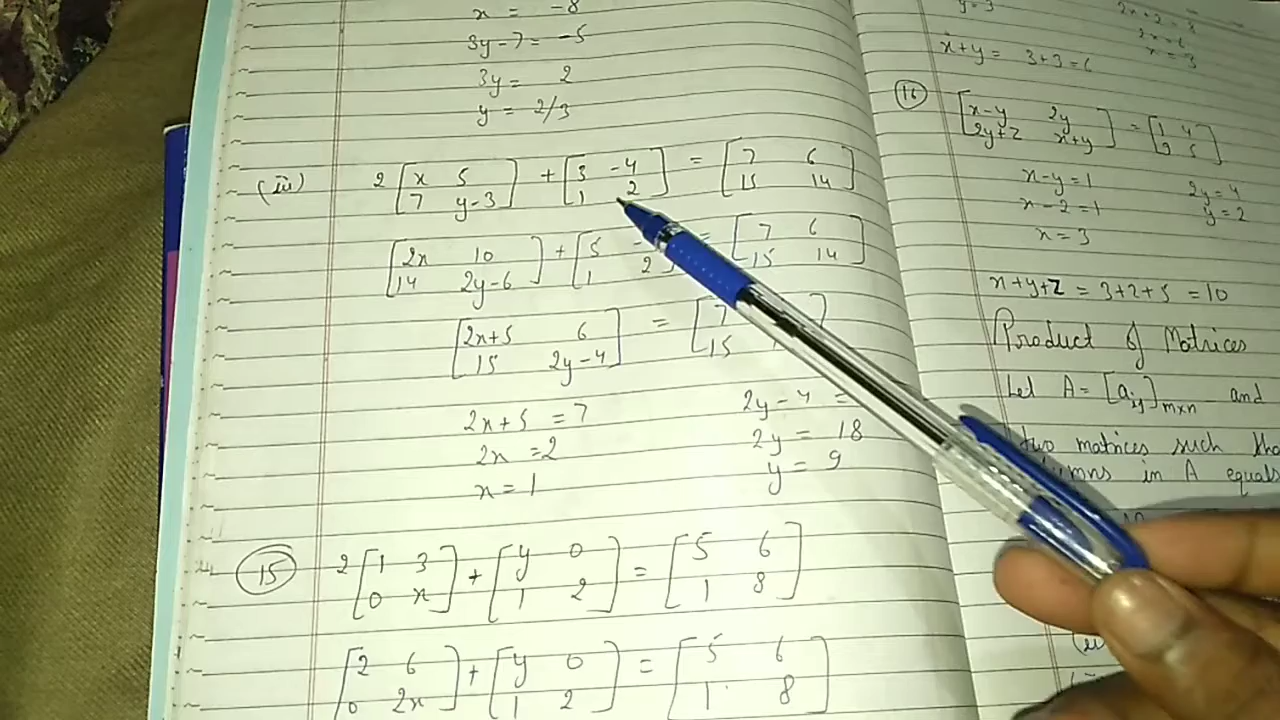 x = -8
3y-7 = -5
3y = 2
y = 2/3
(iii) 2 [x 5 / 7 y-3] + [3 -4 / 1 2] = [7 6 / 15 14]
[2x 10 / 14 2y-6] + [5 - / 1 2] = [7 6 / 15 14]
[2x+5 6 / 15 2y-4] = [7 / 15
2x+5 = 7
2x = 2
x = 1
2y-4 =
2y = 18
y = 9
(15) 2 [1 3 / 0 x] + [y 0 / 1 2] = [5 6 / 1 8]
[2 6 / 0 2x] + [y 0 / 1 2] = [5 6 / 1 8]
y = 3
x+y = 3+3 = 6
x = 3
(16) [x-y 2y / 2y+z x+y] = [1 4 / 9 5]
x-y = 1
x-2 = 1
x = 3
2y = 4
y = 2
x+y+z = 3+2+5 = 10
Product of Matrices
Let A = [aij]mxn and
two matrices such
in A equals